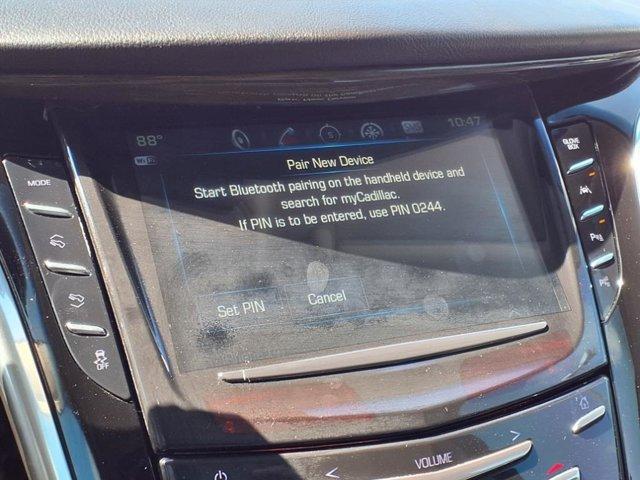 88°
10:47
Pair New Device
Start Bluetooth pairing on the handheld device and
search for myCadillac.
If PIN is to be entered, use PIN 0244.
Set PIN
Cancel
MODE
OFF
GLOVE
BOX
VOLUME